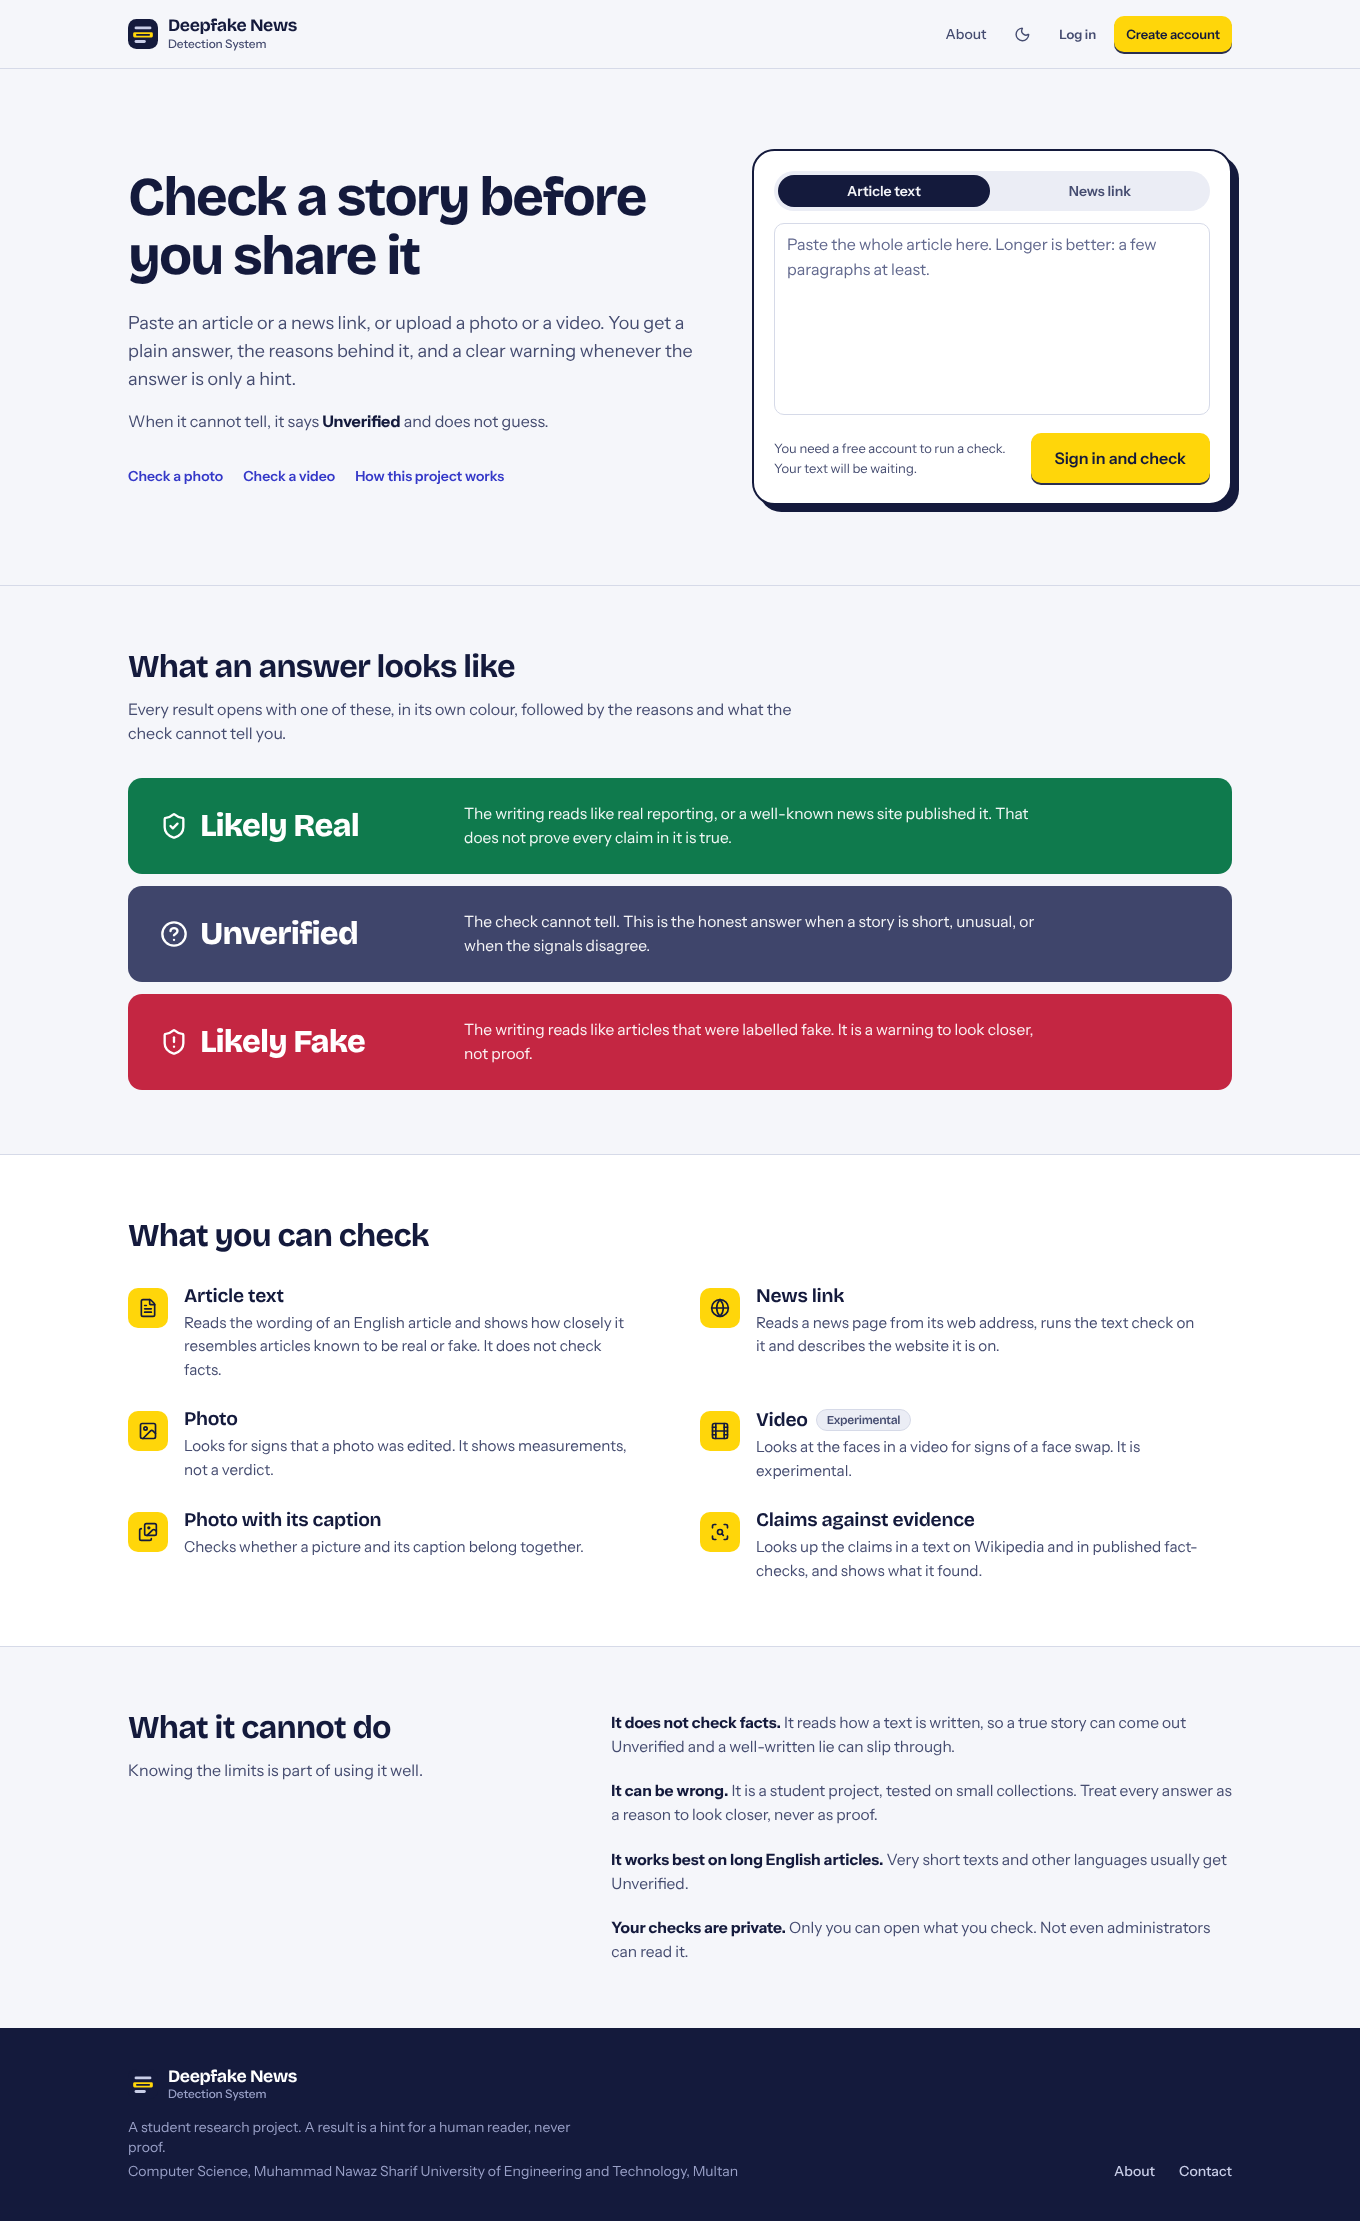 Deepfake News
Detection System
About
Log in
Create account
Check a story before
you share it
Paste an article or a news link, or upload a photo or a video. You get a
plain answer, the reasons behind it, and a clear warning whenever the
answer is only a hint.
When it cannot tell, it says Unverified and does not guess.
Check a photo
Check a video
How this project works
Article text
News link
Paste the whole article here. Longer is better: a few
paragraphs at least.
You need a free account to run a check.
Your text will be waiting.
Sign in and check
What an answer looks like
Every result opens with one of these, in its own colour, followed by the reasons and what the
check cannot tell you.
Likely Real
The writing reads like real reporting, or a well-known news site published it. That
does not prove every claim in it is true.
Unverified
The check cannot tell. This is the honest answer when a story is short, unusual, or
when the signals disagree.
Likely Fake
The writing reads like articles that were labelled fake. It is a warning to look closer,
not proof.
What you can check
Article text
Reads the wording of an English article and shows how closely it
resembles articles known to be real or fake. It does not check
facts.
News link
Reads a news page from its web address, runs the text check on
it and describes the website it is on.
Photo
Looks for signs that a photo was edited. It shows measurements,
not a verdict.
Video
Experimental
Looks at the faces in a video for signs of a face swap. It is
experimental.
Photo with its caption
Checks whether a picture and its caption belong together.
Claims against evidence
Looks up the claims in a text on Wikipedia and in published fact-
checks, and shows what it found.
What it cannot do
Knowing the limits is part of using it well.
It does not check facts. It reads how a text is written, so a true story can come out
Unverified and a well-written lie can slip through.
It can be wrong. It is a student project, tested on small collections. Treat every answer as
a reason to look closer, never as proof.
It works best on long English articles. Very short texts and other languages usually get
Unverified.
Your checks are private. Only you can open what you check. Not even administrators
can read it.
Deepfake News
Detection System
A student research project. A result is a hint for a human reader, never
proof.
Computer Science, Muhammad Nawaz Sharif University of Engineering and Technology, Multan
About
Contact